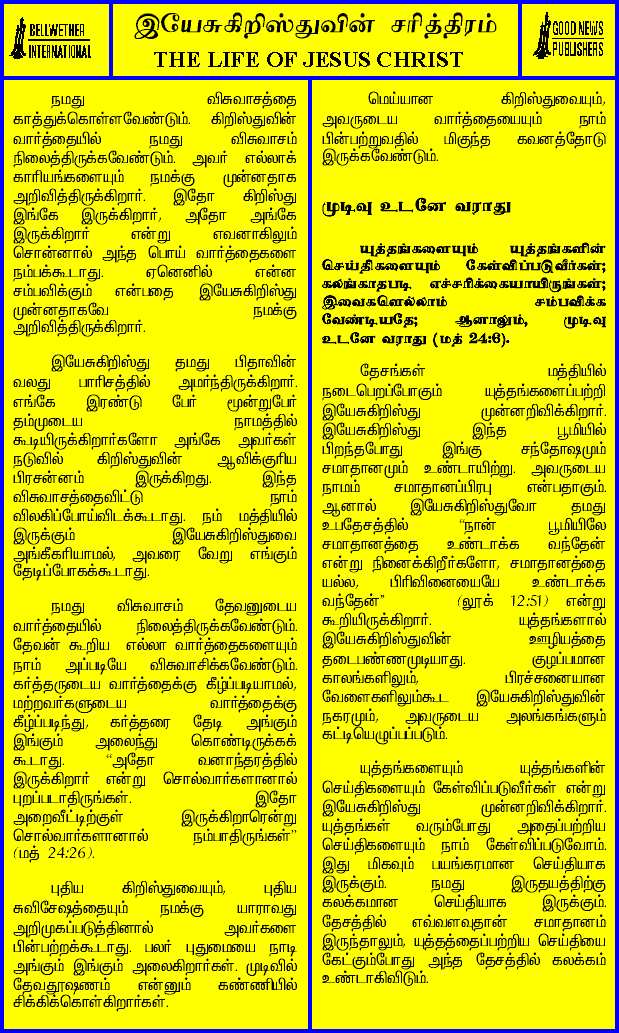 BELLWETHER
INTERNATIONAL
இயேசுகிறிஸ்துவின் சரித்திரம்
THE LIFE OF JESUS CHRIST
GOOD NEWS
PUBLISHERS
நமது விசுவாசத்தை
காத்துக்கொள்ளவேண்டும். கிறிஸ்துவின்
வார்த்தையில் நமது விசுவாசம்
நிலைத்திருக்கவேண்டும். அவர் எல்லாக்
காரியங்களையும் நமக்கு முன்னதாக
அறிவித்திருக்கிறார். இதோ கிறிஸ்து
இங்கே இருக்கிறார், அதோ அங்கே
இருக்கிறார் என்று எவனாகிலும்
சொன்னால் அந்த பொய் வார்த்தைகளை
நம்பக்கூடாது. ஏனெனில் என்ன
சம்பவிக்கும் என்பதை இயேசுகிறிஸ்து
முன்னதாகவே நமக்கு
அறிவித்திருக்கிறார்.
இயேசுகிறிஸ்து தமது பிதாவின்
வலது பாரிசத்தில் அமர்ந்திருக்கிறார்.
எங்கே இரண்டு பேர் மூன்றுபேர்
தம்முடைய நாமத்தில்
கூடியிருக்கிறார்களோ அங்கே அவர்கள்
நடுவில் கிறிஸ்துவின் ஆவிக்குரிய
பிரசன்னம் இருக்கிறது. இந்த
விசுவாசத்தைவிட்டு நாம்
விலகிப்போய்விடக்கூடாது. நம் மத்தியில்
இருக்கும் இயேசுகிறிஸ்துவை
அங்கீகரியாமல், அவரை வேறு எங்கும்
தேடிப்போகக்கூடாது.
நமது விசுவாசம் தேவனுடைய
வார்த்தையில் நிலைத்திருக்கவேண்டும்.
தேவன் கூறிய எல்லா வார்த்தைகளையும்
நாம் அப்படியே விசுவாசிக்கவேண்டும்.
கர்த்தருடைய வார்த்தைக்கு கீழ்ப்படியாமல்,
மற்றவர்களுடைய வார்த்தைக்கு
கீழ்ப்படிந்து, கர்த்தரை தேடி அங்கும்
இங்கும் அலைந்து கொண்டிருக்கக்
கூடாது. “அதோ வனாந்தரத்தில்
இருக்கிறார் என்று சொல்வார்களானால்
புறப்படாதிருங்கள். இதோ
அறைவீட்டிற்குள் இருக்கிறாரென்று
சொல்வார்களானால் நம்பாதிருங்கள்”
(மத் 24:26).
புதிய கிறிஸ்துவையும், புதிய
சுவிசேஷத்தையும் நமக்கு யாராவது
அறிமுகப்படுத்தினால் அவர்களை
பின்பற்றக்கூடாது. பலர் புதுமையை நாடி
அங்கும் இங்கும் அலைகிறார்கள். முடிவில்
தேவதூஷணம் என்னும் கண்ணியில்
சிக்கிக்கொள்கிறார்கள்.
மெய்யான கிறிஸ்துவையும்,
அவருடைய வார்த்தையையும் நாம்
பின்பற்றுவதில் மிகுந்த கவனத்தோடு
இருக்கவேண்டும்.
முடிவு உடனே வராது
யுத்தங்களையும் யுத்தங்களின்
செய்திகளையும் கேள்விப்படுவீர்கள்;
கலங்காதபடி எச்சரிக்கையாயிருங்கள்;
இவைகளெல்லாம் சம்பவிக்க
வேண்டியதே; ஆனாலும், முடிவு
உடனே வராது (மத் 24:6).
தேசங்கள் மத்தியில்
நடைபெறப்போகும் யுத்தங்களைப்பற்றி
இயேசுகிறிஸ்து முன்னறிவிக்கிறார்.
இயேசுகிறிஸ்து இந்த பூமியில்
பிறந்தபோது இங்கு சந்தோஷமும்
சமாதானமும் உண்டாயிற்று. அவருடைய
நாமம் சமாதானப்பிரபு என்பதாகும்.
ஆனால் இயேசுகிறிஸ்துவோ தமது
உபதேசத்தில் “நான் பூமியிலே
சமாதானத்தை உண்டாக்க வந்தேன்
என்று நினைக்கிறீர்களோ, சமாதானத்தை
யல்ல, பிரிவினையையே உண்டாக்க
வந்தேன்” (லூக் 12:51) என்று
கூறியிருக்கிறார். யுத்தங்களால்
இயேசுகிறிஸ்துவின் ஊழியத்தை
தடைபண்ணமுடியாது. குழப்பமான
காலங்களிலும், பிரச்சனையான
வேளைகளிலும்கூட இயேசுகிறிஸ்துவின்
நகரமும், அவருடைய அலங்கங்களும்
கட்டியெழுப்பப்படும்.
யுத்தங்களையும் யுத்தங்களின்
செய்திகளையும் கேள்விப்படுவீர்கள் என்று
இயேசுகிறிஸ்து முன்னறிவிக்கிறார்.
யுத்தங்கள் வரும்போது அதைப்பற்றிய
செய்திகளையும் நாம் கேள்விப்படுவோம்.
இது மிகவும் பயங்கரமான செய்தியாக
இருக்கும். நமது இருதயத்திற்கு
கலக்கமான செய்தியாக இருக்கும்.
தேசத்தில் எவ்வளவுதான் சமாதானம்
இருந்தாலும், யுத்தத்தைப்பற்றிய செய்தியை
கேட்கும்போது அந்த தேசத்தில் கலக்கம்
உண்டாகிவிடும்.